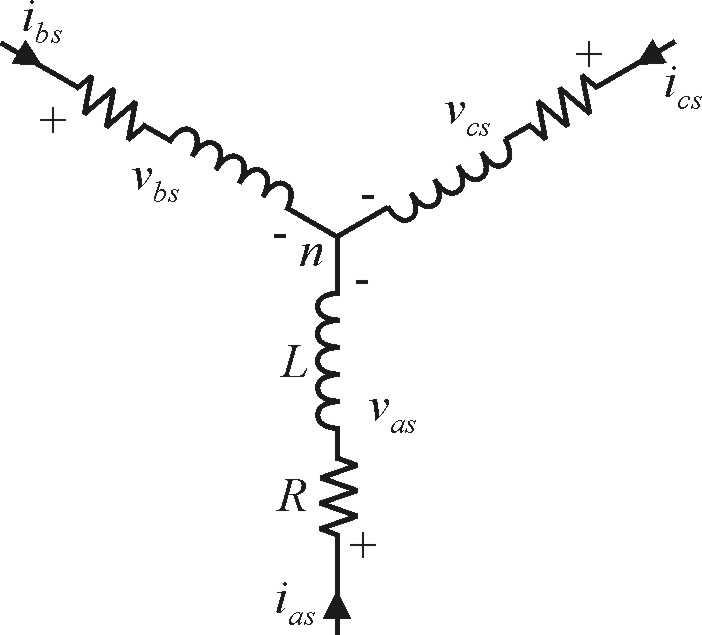 i_bs
+
i_cs
+
v_cs
v_bs
-
-
n
-
L
v_as
R
+
i_as